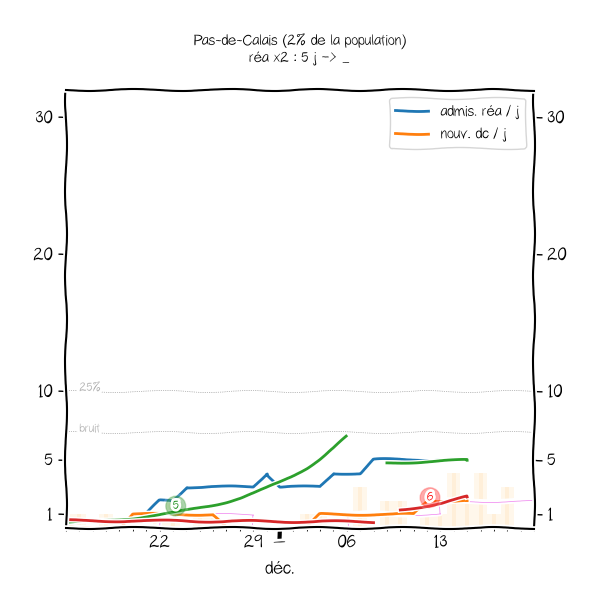 Pas-de-Calais (2% de la population)
réa x2 : 5 j -> _
admis. réa / j
nouv. dc / j
30 30
20 20
25%
10 10
bruit
5 5
5 6
1 1
22 29 06 13
déc.